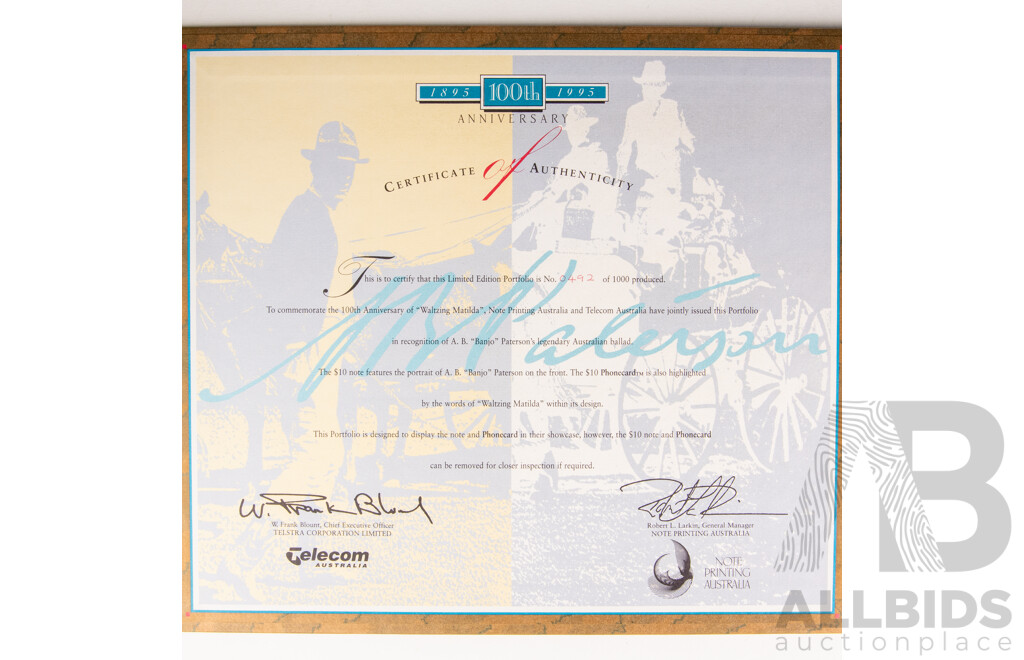 1895 100th 1995
ANNIVERSARY
CERTIFICATE of AUTHENTICITY
This is to certify that this Limited Edition Portfolio is No. 0492 of 1000 produced.
To commemorate the 100th Anniversary of "Waltzing Matilda", Note Printing Australia and Telecom Australia have jointly issued this Portfolio
in recognition of A. B. "Banjo" Paterson's legendary Australian ballad.
AB Paterson
The $10 note features the portrait of A. B. "Banjo" Paterson on the front. The $10 Phonecard™ is also highlighted
by the words of "Waltzing Matilda" within its design.
This Portfolio is designed to display the note and Phonecard in their showcase, however, the $10 note and Phonecard
can be removed for closer inspection if required.
W. Frank Blount
W. Frank Blount, Chief Executive Officer
TELSTRA CORPORATION LIMITED
Telecom
AUSTRALIA
Robert L. Larkin, General Manager
NOTE PRINTING AUSTRALIA
NOTE
PRINTING
AUSTRALIA
AB
ALLBIDS
auctionplace